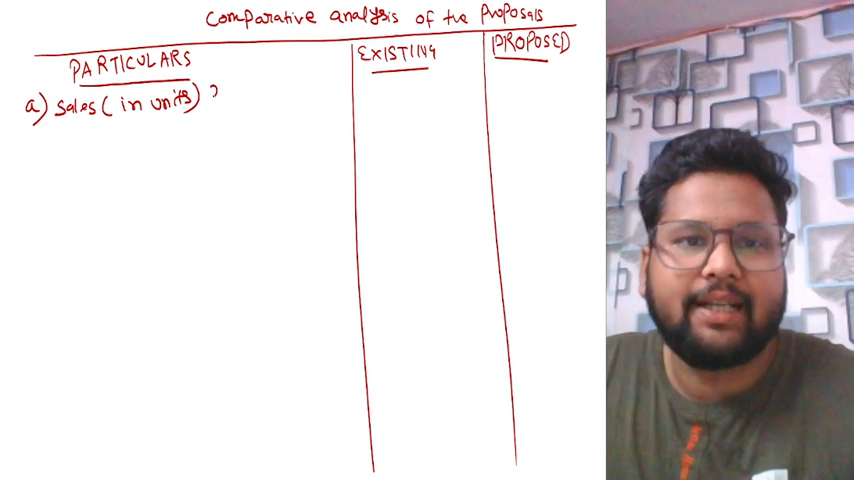 Comparative analysis of the Proposals
PARTICULARS EXISTING PROPOSED
a) Sales (in units)